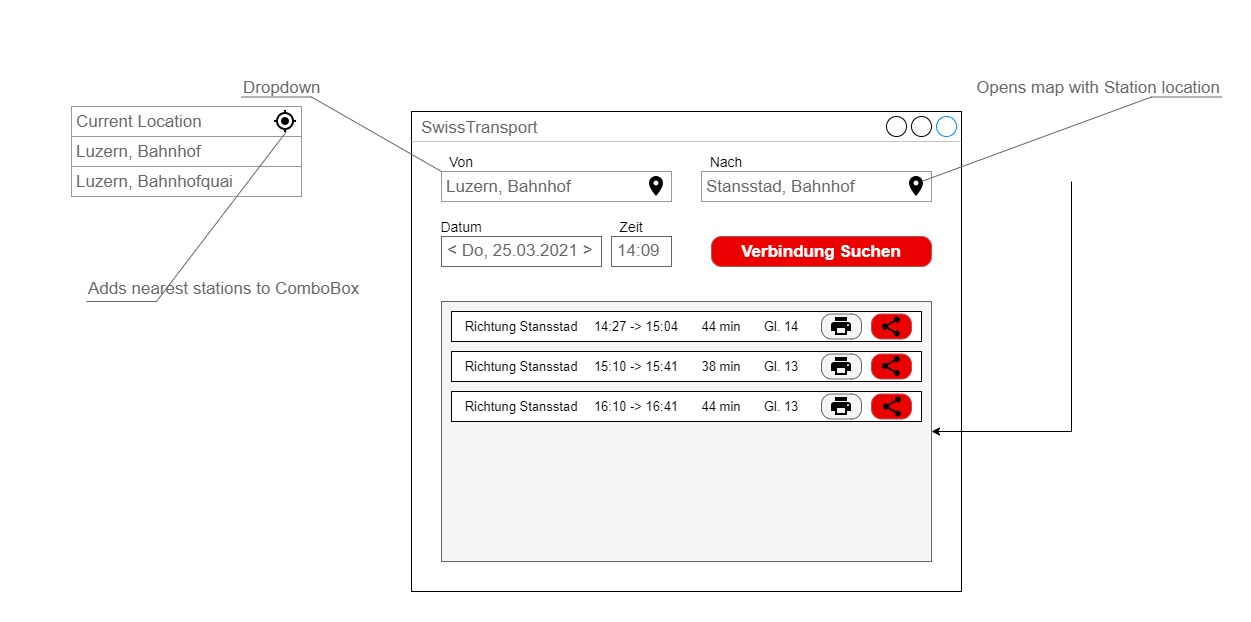 Dropdown
Opens map with Station location
Current Location
Luzern, Bahnhof
Luzern, Bahnhofquai
Adds nearest stations to ComboBox
SwissTransport
Von
Nach
Luzern, Bahnhof
Stansstad, Bahnhof
Datum
Zeit
< Do, 25.03.2021 >
14:09
Verbindung Suchen
Richtung Stansstad 14:27 -> 15:04 44 min Gl. 14
Richtung Stansstad 15:10 -> 15:41 38 min Gl. 13
Richtung Stansstad 16:10 -> 16:41 44 min Gl. 13